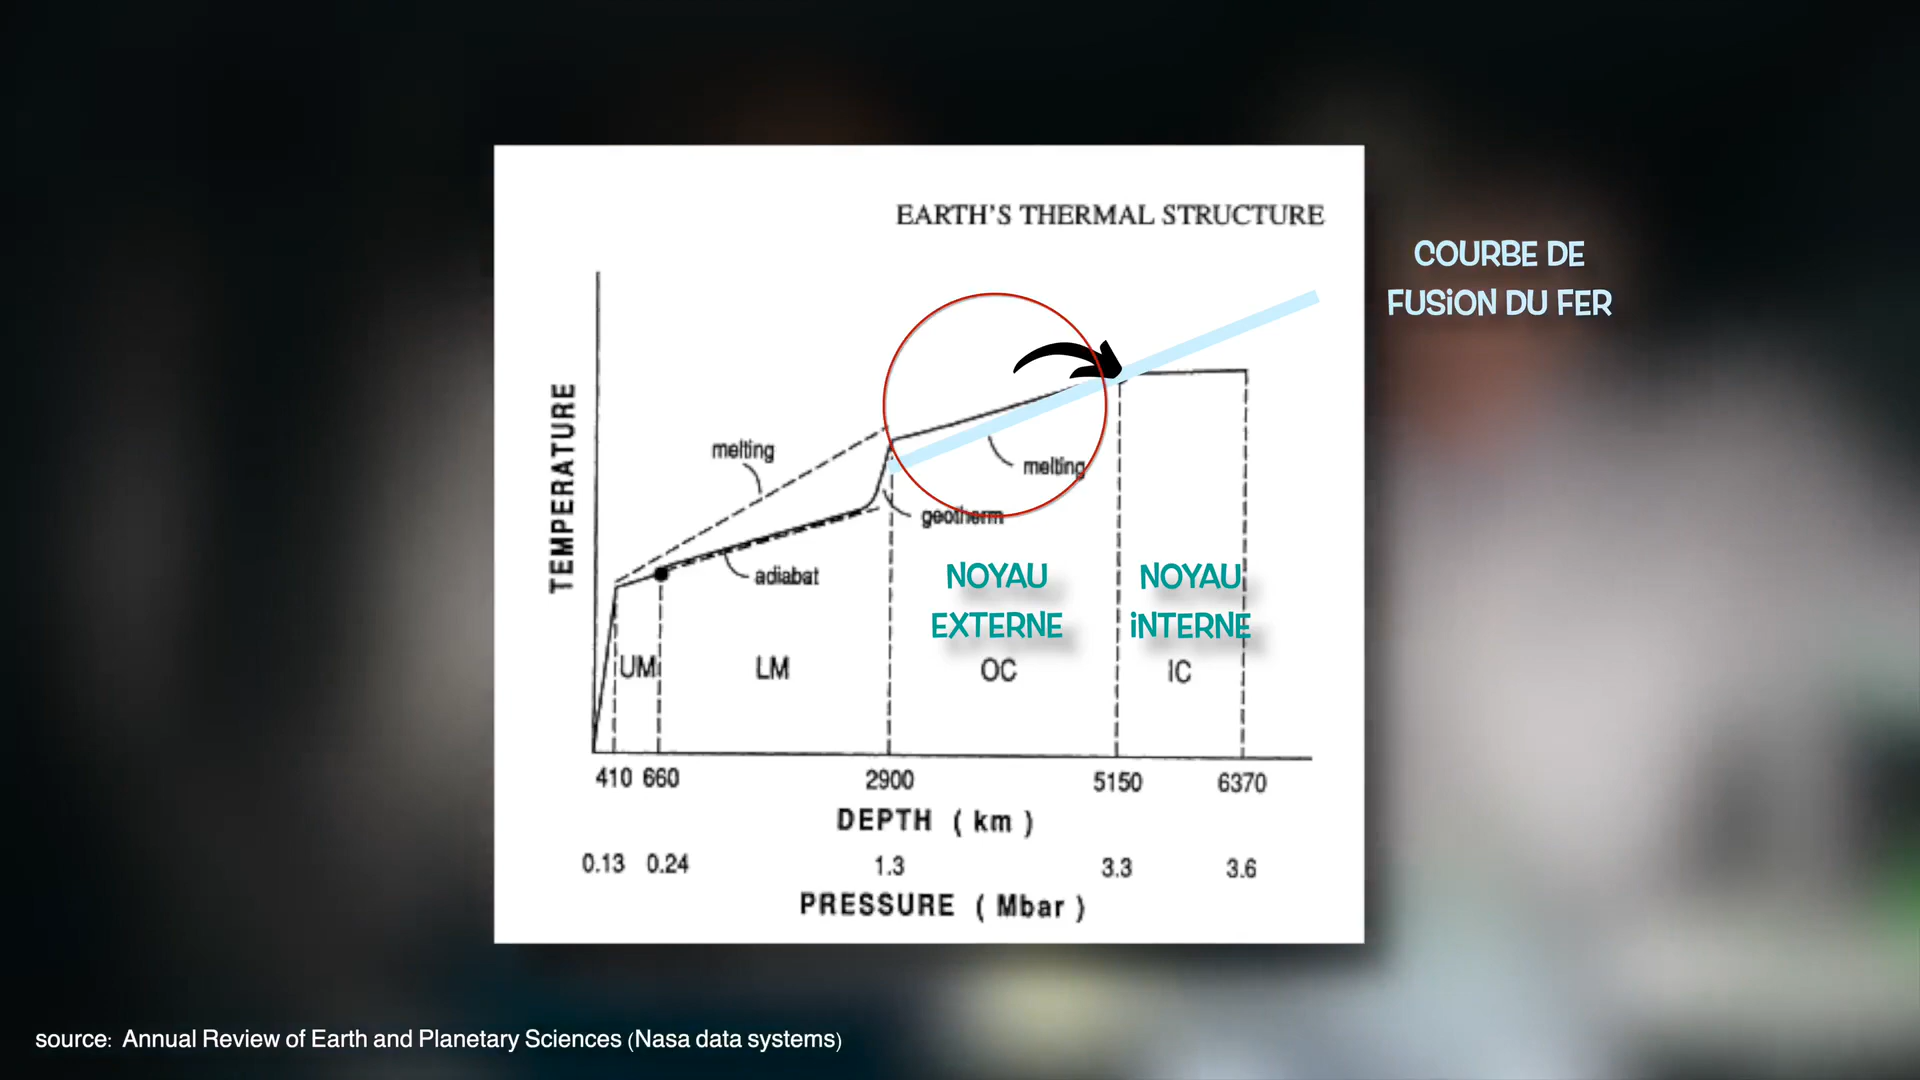 EARTH'S THERMAL STRUCTURE
COURBE DE
FUSiON DU FER
TEMPERATURE
melting
melting
geotherm
adiabat
NOYAU
EXTERNE
NOYAU
iNTERNE
UM
LM
OC
IC
410 660 2900 5150 6370
DEPTH ( km )
0.13 0.24 1.3 3.3 3.6
PRESSURE ( Mbar )
source: Annual Review of Earth and Planetary Sciences (Nasa data systems)